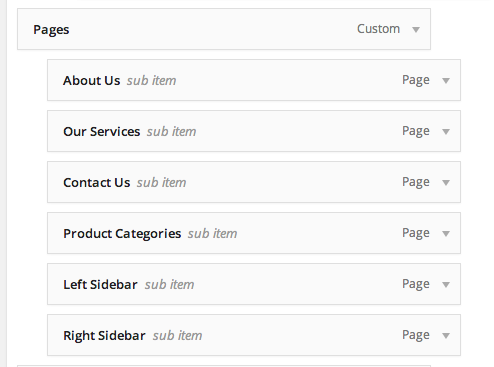 Pages Custom
About Us sub item Page
Our Services sub item Page
Contact Us sub item Page
Product Categories sub item Page
Left Sidebar sub item Page
Right Sidebar sub item Page